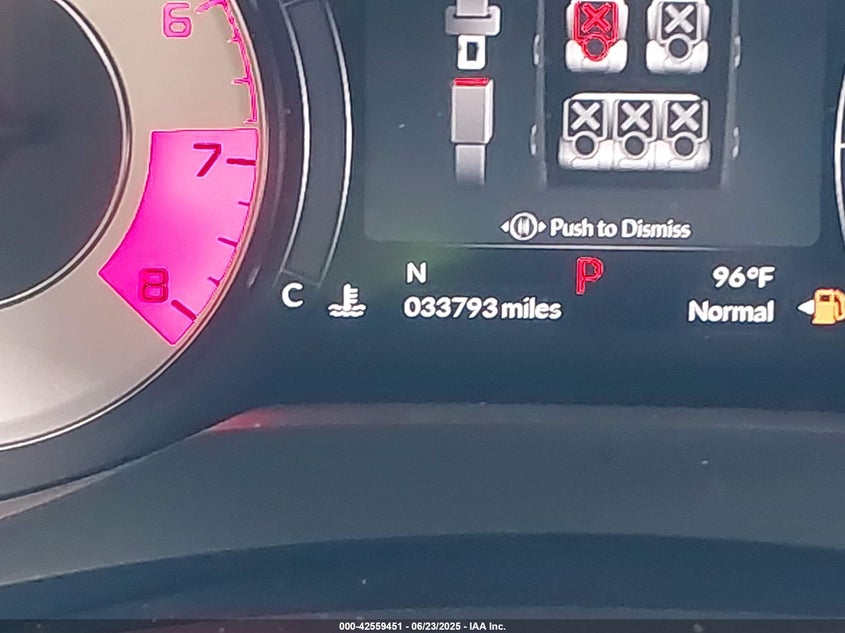 6
7
8
Push to Dismiss
N P 96°F
C 033793 miles Normal
000-42559451 - 06/23/2025 - IAA Inc.